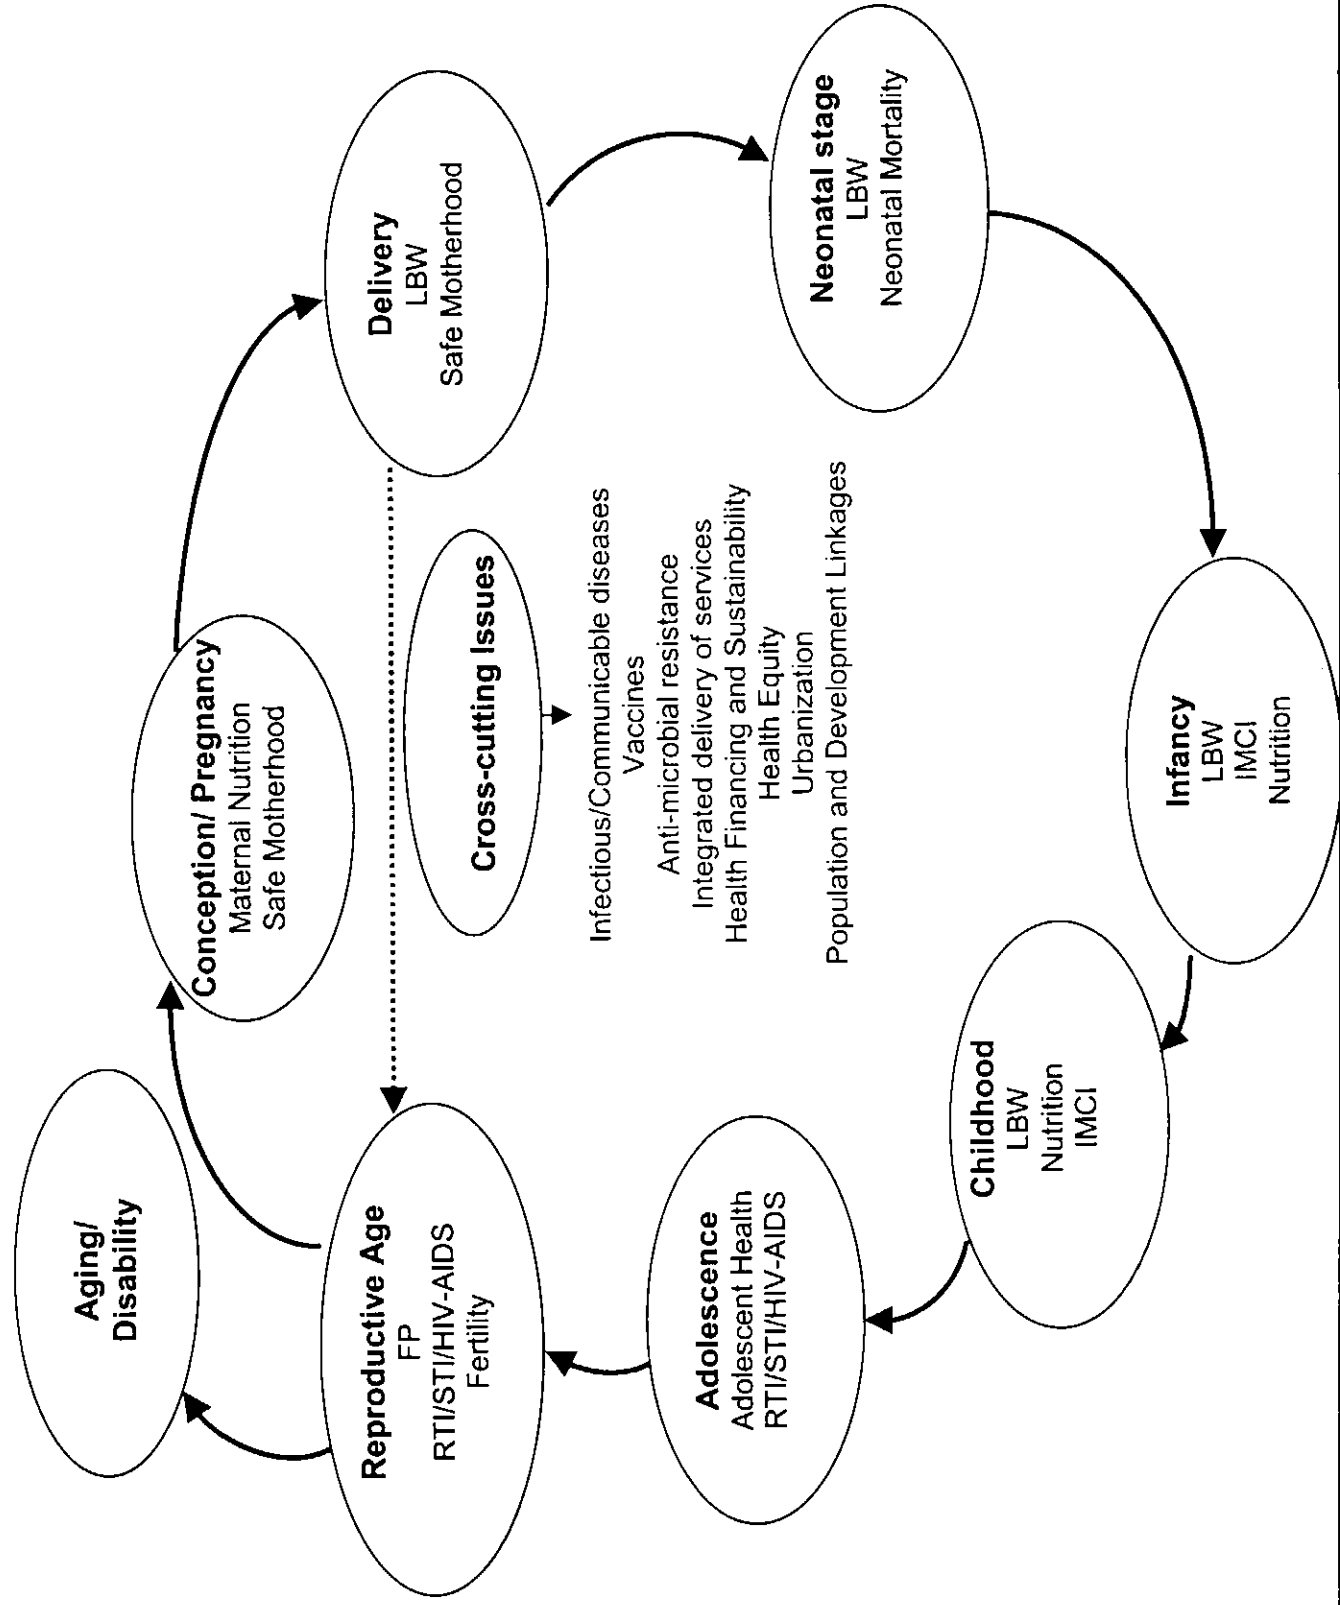 Aging/
Disability
Conception/ Pregnancy
Maternal Nutrition
Safe Motherhood
Delivery
LBW
Safe Motherhood
Neonatal stage
LBW
Neonatal Mortality
Infancy
LBW
IMCI
Nutrition
Childhood
LBW
Nutrition
IMCI
Adolescence
Adolescent Health
RTI/STI/HIV-AIDS
Reproductive Age
FP
RTI/STI/HIV-AIDS
Fertility
Cross-cutting Issues
Infectious/Communicable diseases
Vaccines
Anti-microbial resistance
Integrated delivery of services
Health Financing and Sustainability
Health Equity
Urbanization
Population and Development Linkages